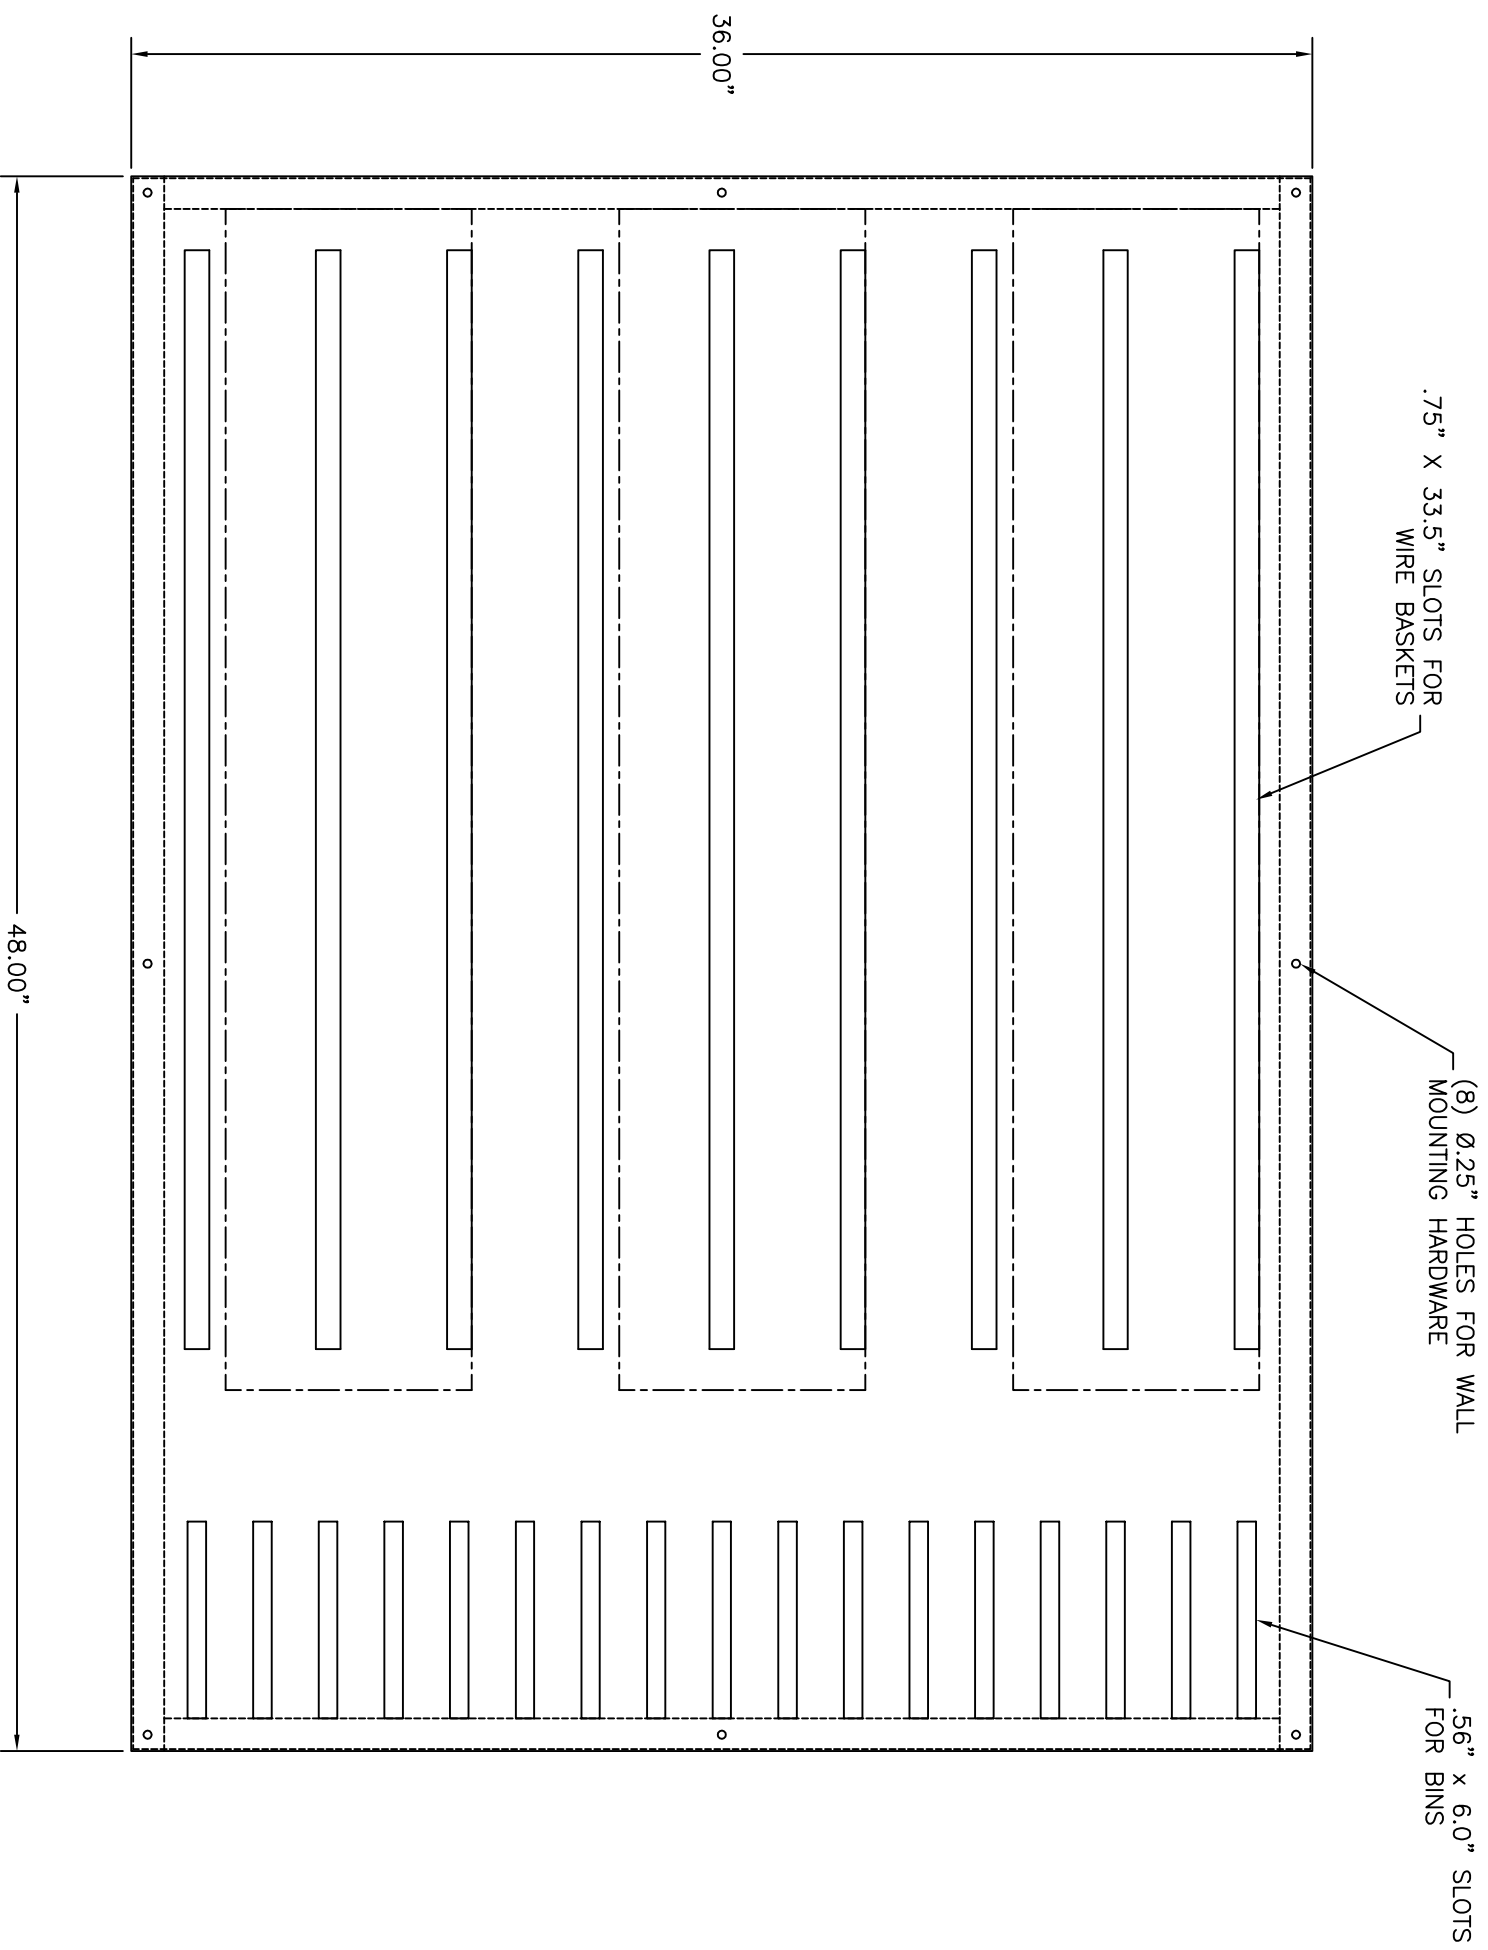 .75” X 33.5” SLOTS FOR
WIRE BASKETS
(8) Ø.25” HOLES FOR WALL
MOUNTING HARDWARE
.56” x 6.0” SLOTS
FOR BINS
36.00”
48.00”